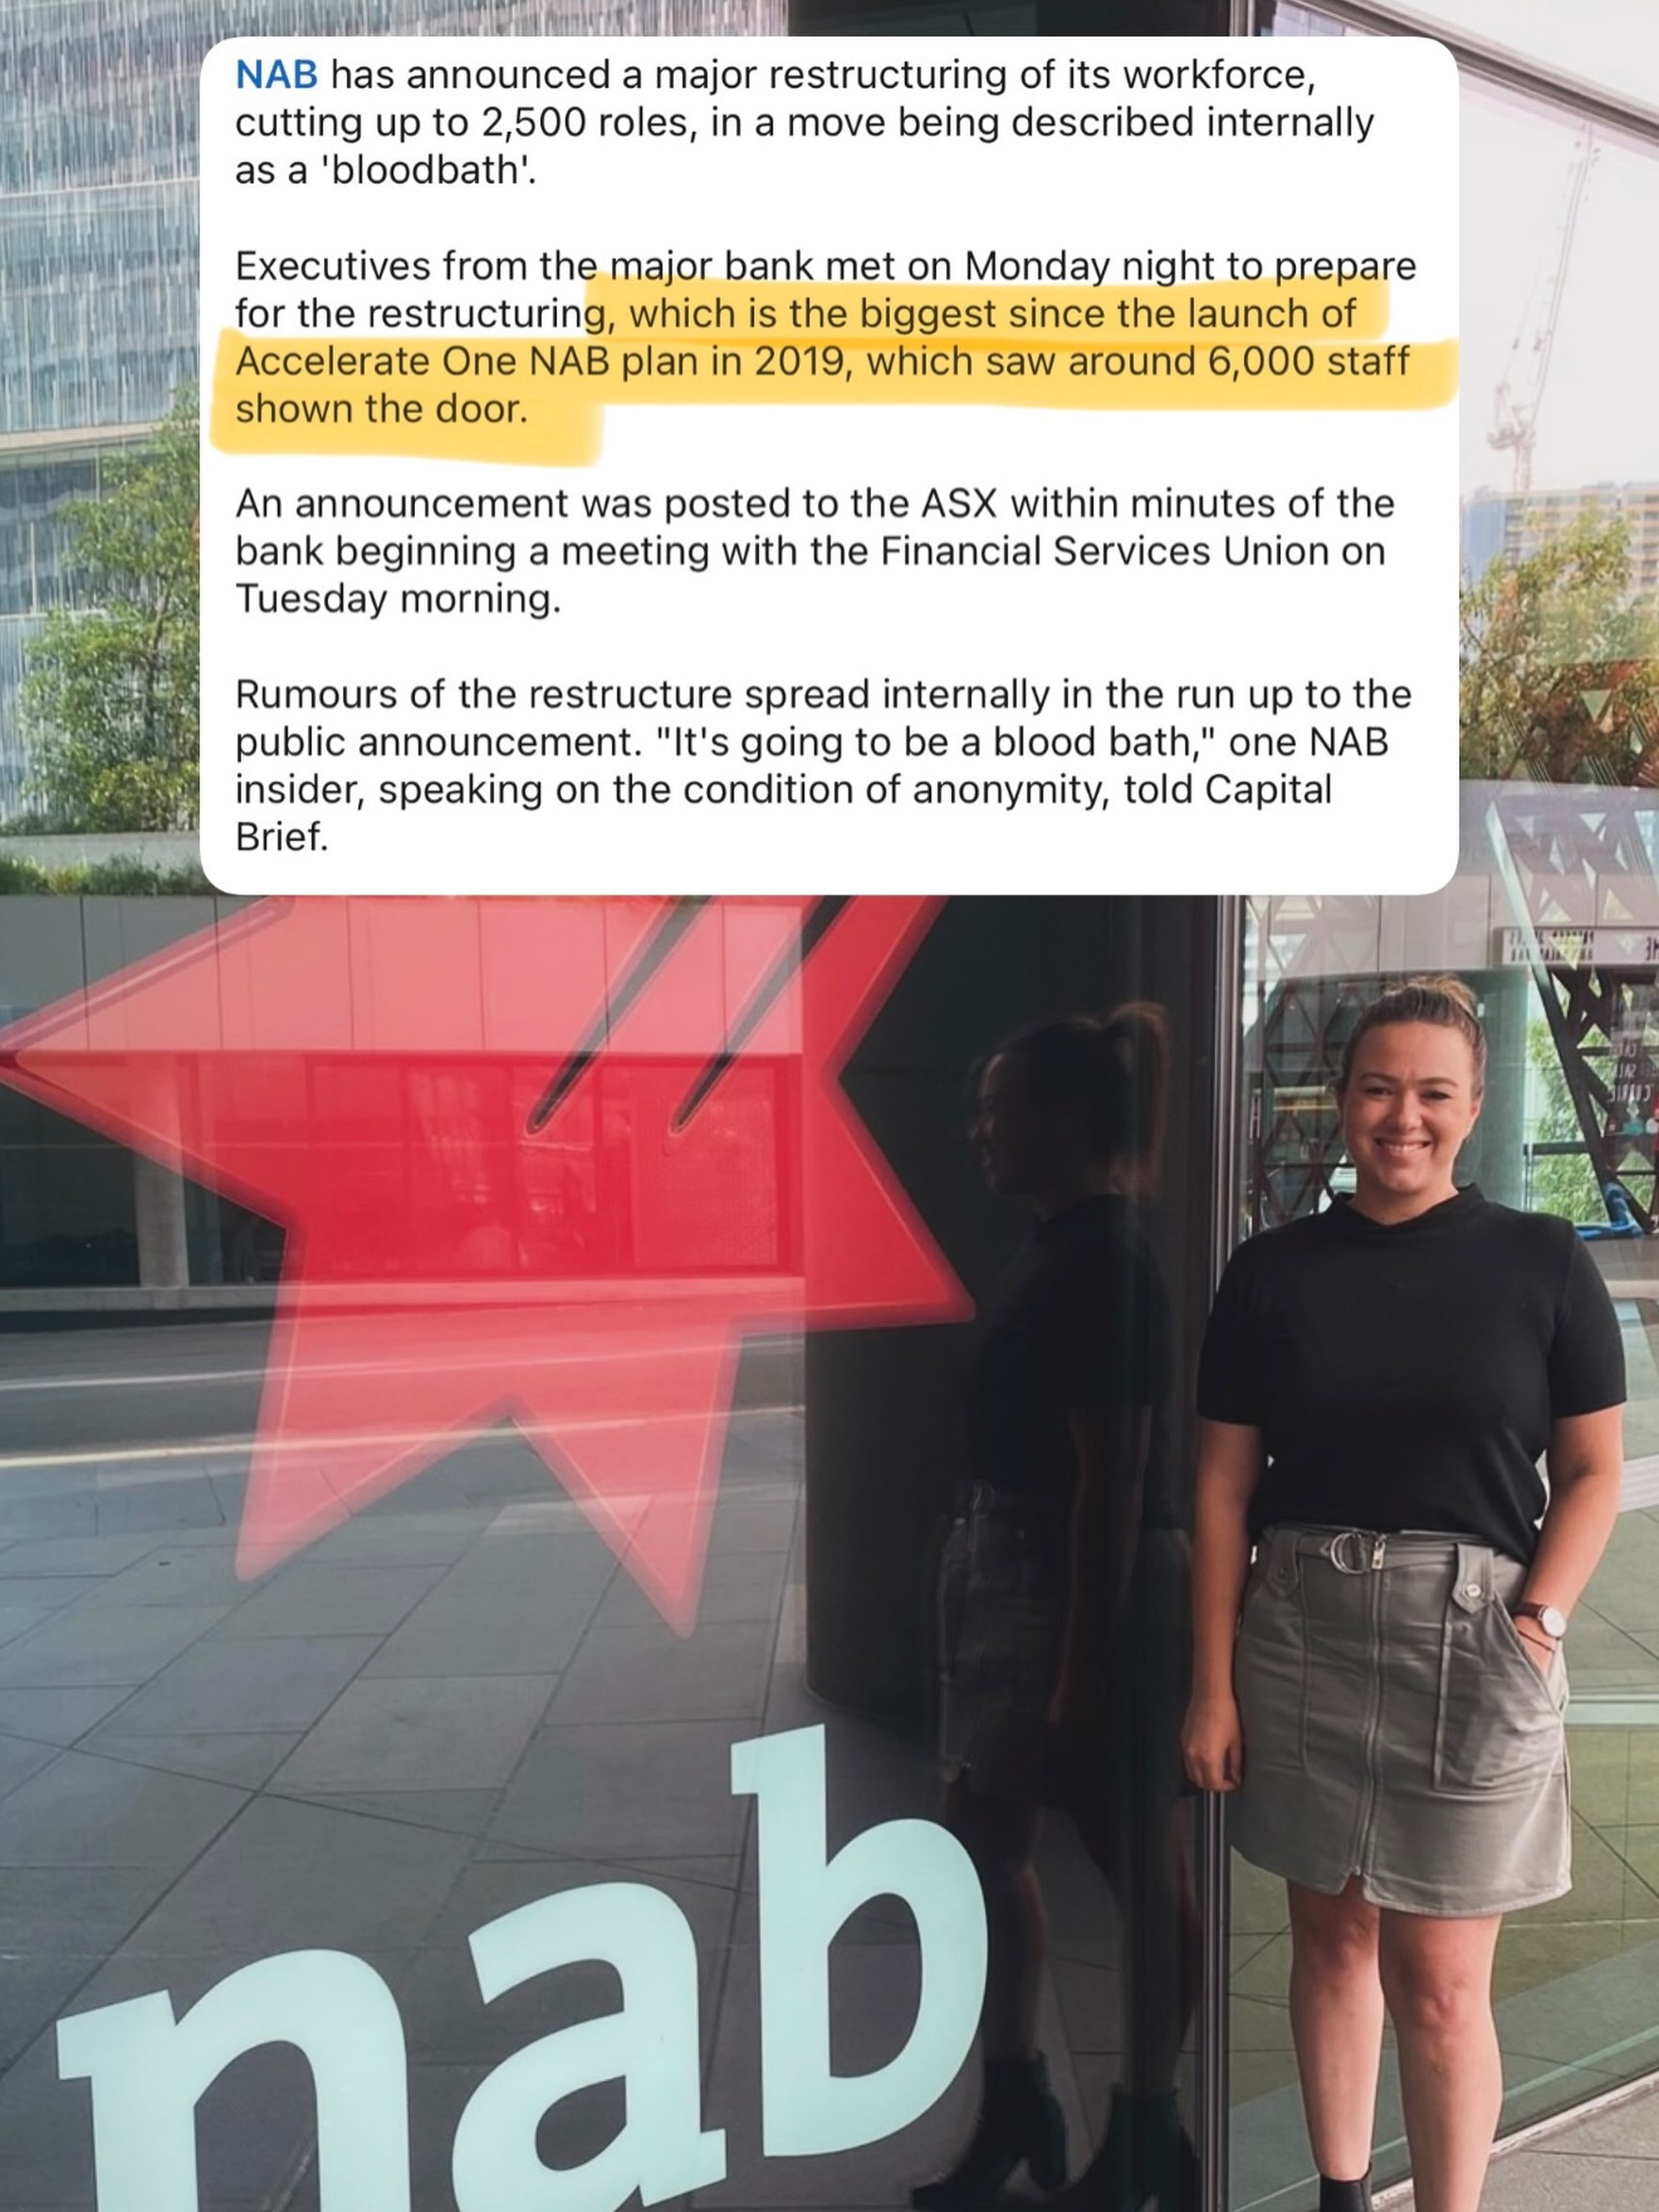 NAB has announced a major restructuring of its workforce,
cutting up to 2,500 roles, in a move being described internally
as a 'bloodbath'.
Executives from the major bank met on Monday night to prepare
for the restructuring, which is the biggest since the launch of
Accelerate One NAB plan in 2019, which saw around 6,000 staff
shown the door.
An announcement was posted to the ASX within minutes of the
bank beginning a meeting with the Financial Services Union on
Tuesday morning.
Rumours of the restructure spread internally in the run up to the
public announcement. "It's going to be a blood bath," one NAB
insider, speaking on the condition of anonymity, told Capital
Brief.
nab